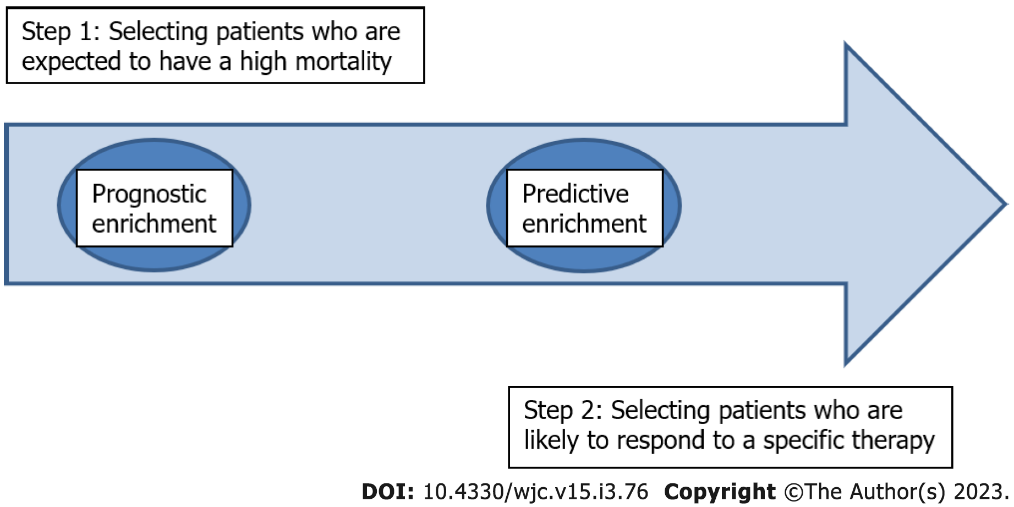 Step 1: Selecting patients who are
expected to have a high mortality
Prognostic
enrichment
Predictive
enrichment
Step 2: Selecting patients who are
likely to respond to a specific therapy
DOI: 10.4330/wjc.v15.i3.76 Copyright ©The Author(s) 2023.